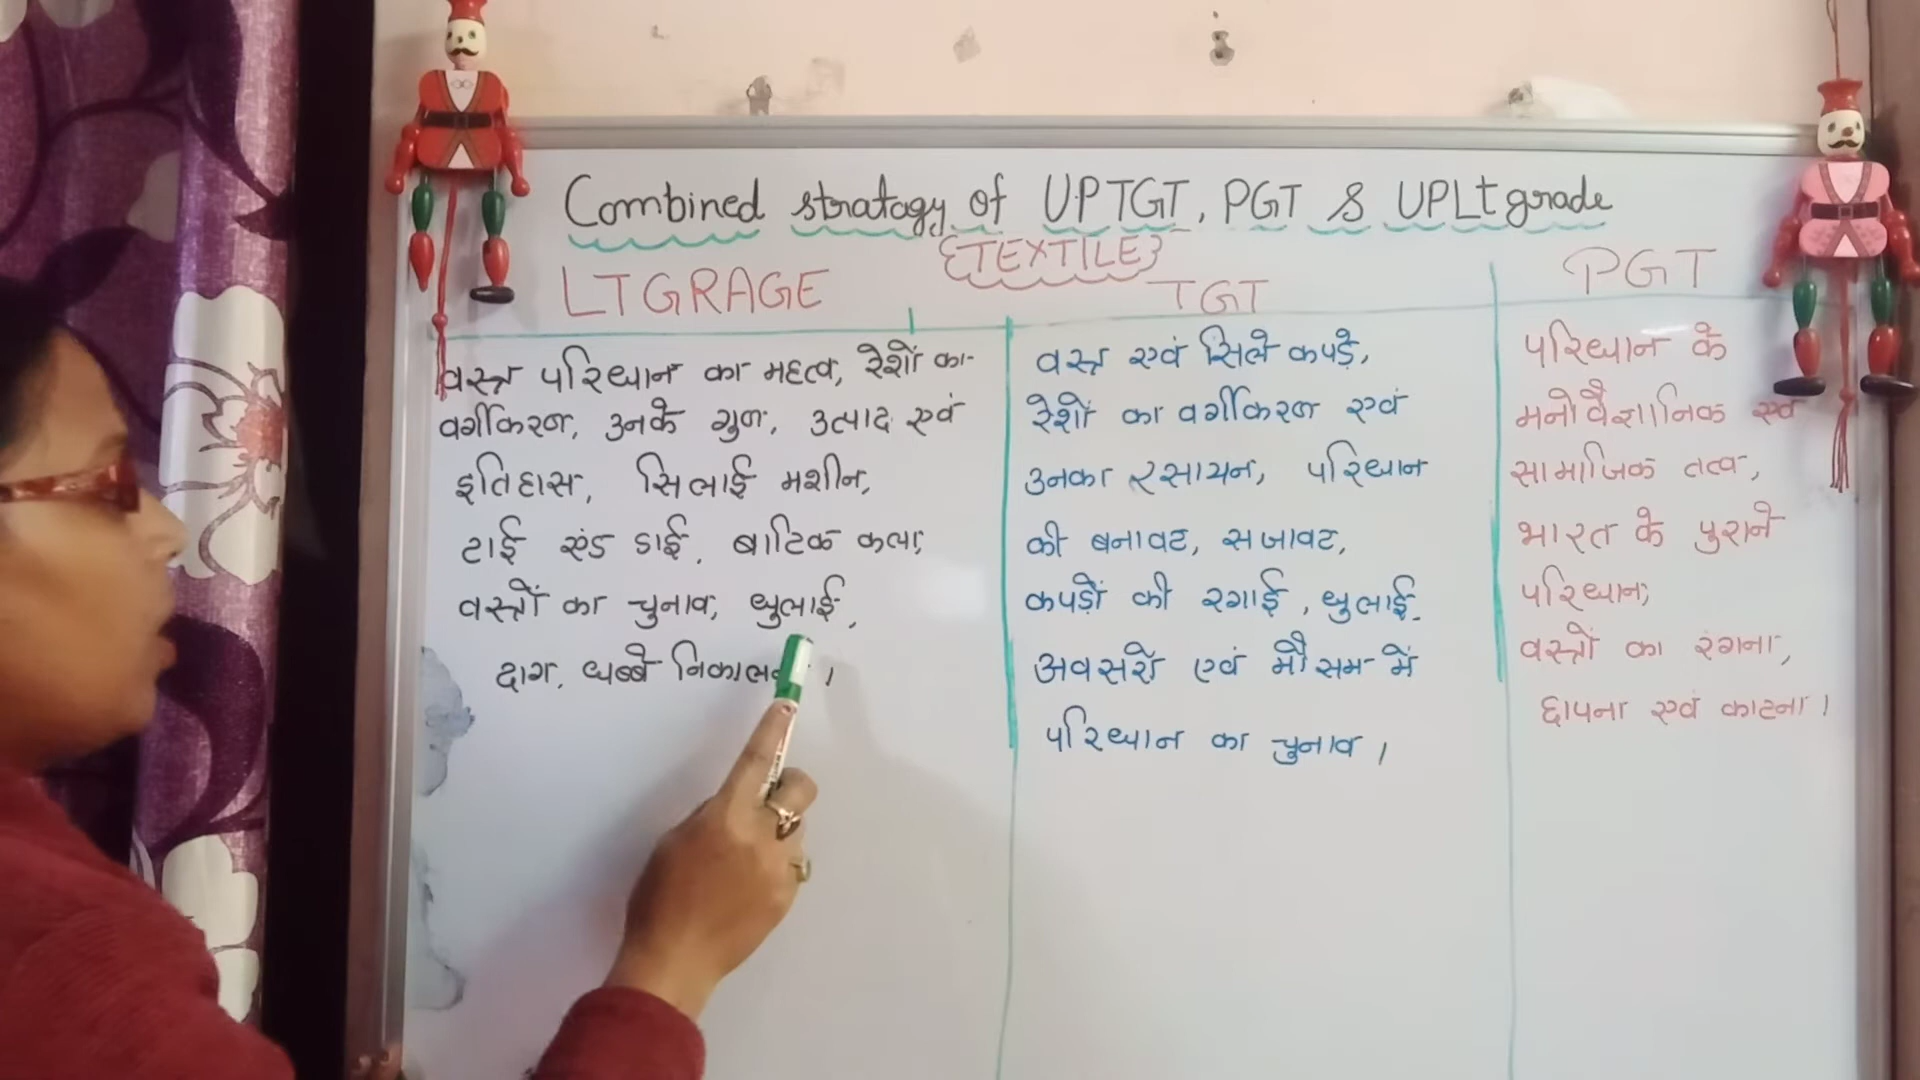 Combined stratagy of UPTGT, PGT & UPLt grade
{TEXTILE}
LTGRAGE
वस्त्र परिधान का महत्व, रेशों का-
वर्गीकरण, उनके गुण, उत्पाद एवं
इतिहास, सिलाई मशीन,
टाई एंड डाई, बाटिक कला,
वस्त्रों का चुनाव, धुलाई,
दाग, धब्बे
TGT
वस्त्र एवं सिले कपड़े,
रेशों का वर्गीकरण एवं
उनका रसायन, परिधान
की बनावट, सजावट,
कपड़ों की रगाई, धुलाई,
अवसरों एवं मौसम में
परिधान का चुनाव।
PGT
परिधान के
मनोवैज्ञानिक एवं
सामाजिक तत्व,
भारत के पुराने
परिधान,
वस्त्रों का रंगना,
छापना एवं काटना।